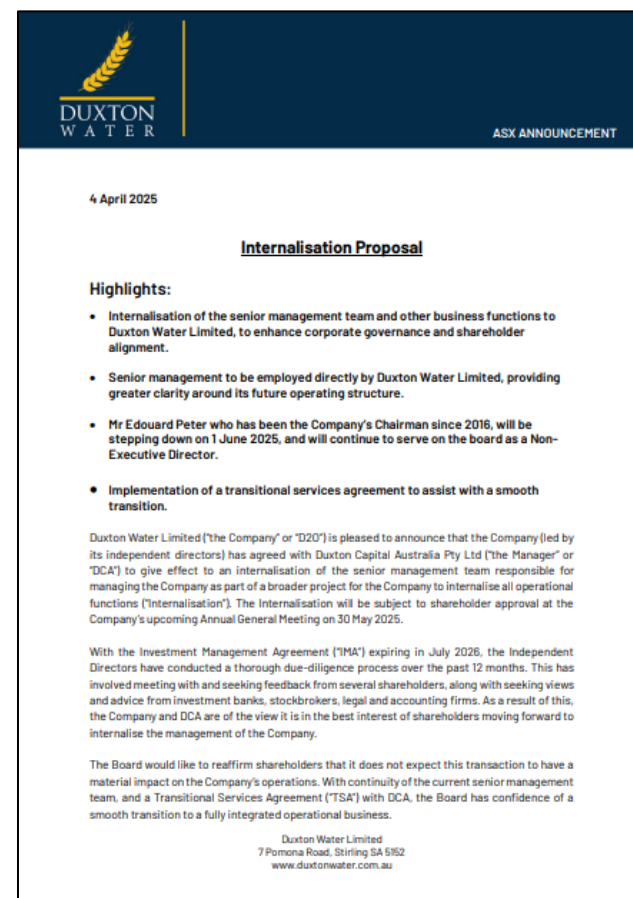 DUXTON
WATER
ASX ANNOUNCEMENT
4 April 2025
Internalisation Proposal
Highlights:
• Internalisation of the senior management team and other business functions to
Duxton Water Limited, to enhance corporate governance and shareholder
alignment.
• Senior management to be employed directly by Duxton Water Limited, providing
greater clarity around its future operating structure.
• Mr Edouard Peter who has been the Company's Chairman since 2016, will be
stepping down on 1 June 2025, and will continue to serve on the board as a Non-
Executive Director.
• Implementation of a transitional services agreement to assist with a smooth
transition.
Duxton Water Limited ("the Company" or "D2O") is pleased to announce that the Company (led by
its independent directors) has agreed with Duxton Capital Australia Pty Ltd ("the Manager" or
"DCA") to give effect to an internalisation of the senior management team responsible for
managing the Company as part of a broader project for the Company to internalise all operational
functions ("Internalisation"). The Internalisation will be subject to shareholder approval at the
Company's upcoming Annual General Meeting on 30 May 2025.
With the Investment Management Agreement ("IMA") expiring in July 2026, the Independent
Directors have conducted a thorough due-diligence process over the past 12 months. This has
involved meeting with and seeking feedback from several shareholders, along with seeking views
and advice from investment banks, stockbrokers, legal and accounting firms. As a result of this,
the Company and DCA are of the view it is in the best interest of shareholders moving forward to
internalise the management of the Company.
The Board would like to reaffirm shareholders that it does not expect this transaction to have a
material impact on the Company's operations. With continuity of the current senior management
team, and a Transitional Services Agreement ("TSA") with DCA, the Board has confidence of a
smooth transition to a fully integrated operational business.
Duxton Water Limited
7 Pomona Road, Stirling SA 5152
www.duxtonwater.com.au